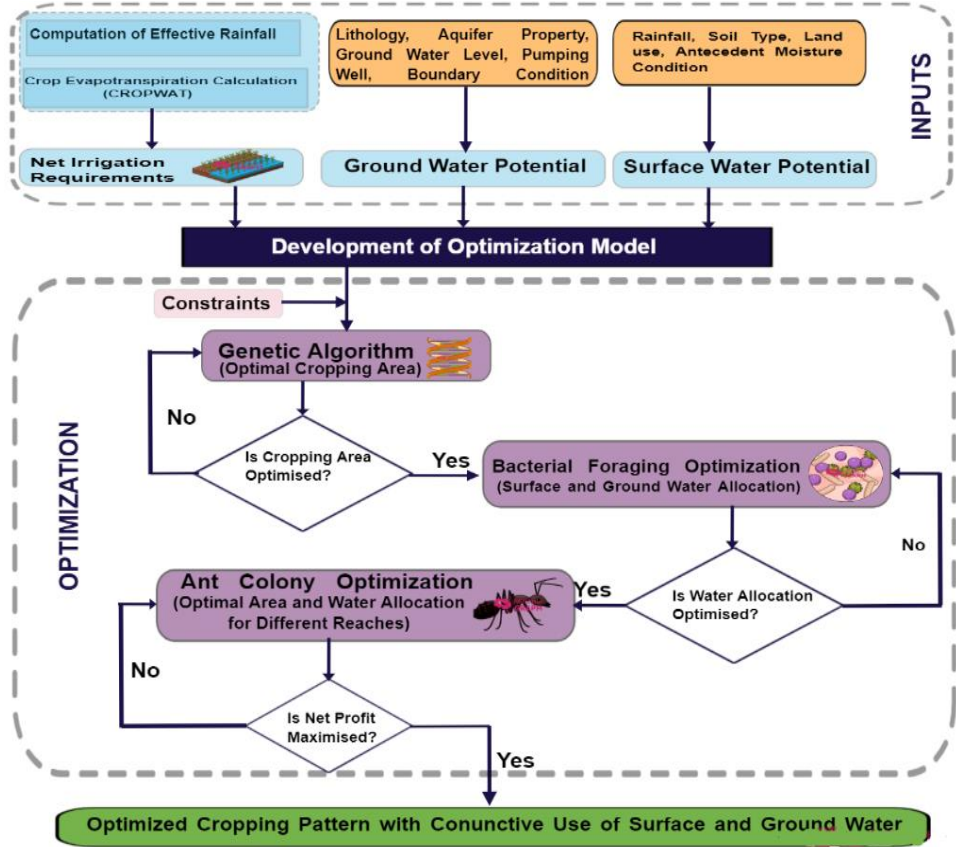 Computation of Effective Rainfall
Crop Evapotranspiration Calculation
(CROPWAT)
Lithology, Aquifer Property,
Ground Water Level, Pumping
Well, Boundary Condition
Rainfall, Soil Type, Land
use, Antecedent Moisture
Condition
INPUTS
Net Irrigation
Requirements
Ground Water Potential
Surface Water Potential
Development of Optimization Model
Constraints
Genetic Algorithm
(Optimal Cropping Area)
No
Is Cropping Area
Optimised?
Yes
Bacterial Foraging Optimization
(Surface and Ground Water Allocation)
OPTIMIZATION
No
Ant Colony Optimization
(Optimal Area and Water Allocation
for Different Reaches)
Yes
Is Water Allocation
Optimised?
No
Is Net Profit
Maximised?
Yes
Optimized Cropping Pattern with Conunctive Use of Surface and Ground Water